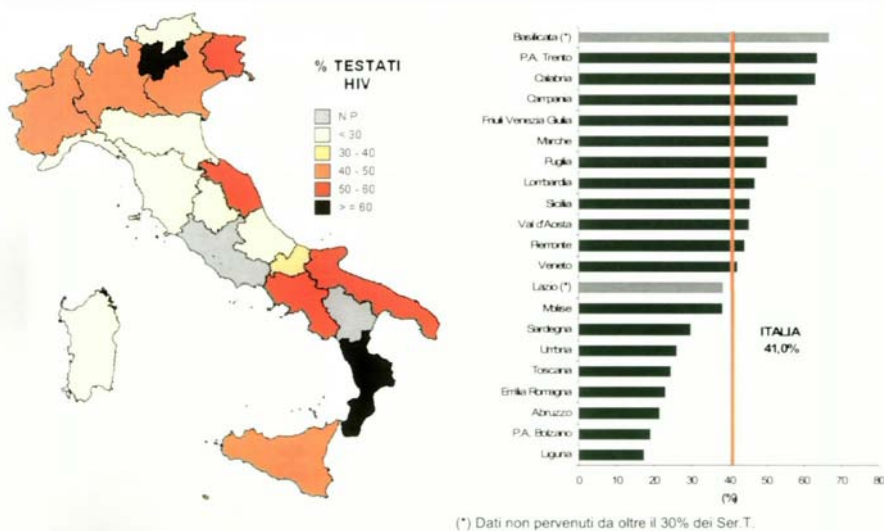 % TESTATI
HIV
N.P.
< 30
30 - 40
40 - 50
50 - 60
> = 60
Basilicata (*)
P.A. Trento
Calabria
Campania
Friuli Venezia Giulia
Marche
Puglia
Lombardia
Sicilia
Val d'Aosta
Piemonte
Veneto
Lazio (*)
Molise
Sardegna
Umbria
Toscana
Emilia Romagna
Abruzzo
P.A. Bolzano
Liguria
ITALIA
41,0%
0 10 20 30 40 50 60 70 80
(%)
(*) Dati non pervenuti da oltre il 30% dei Ser.T.